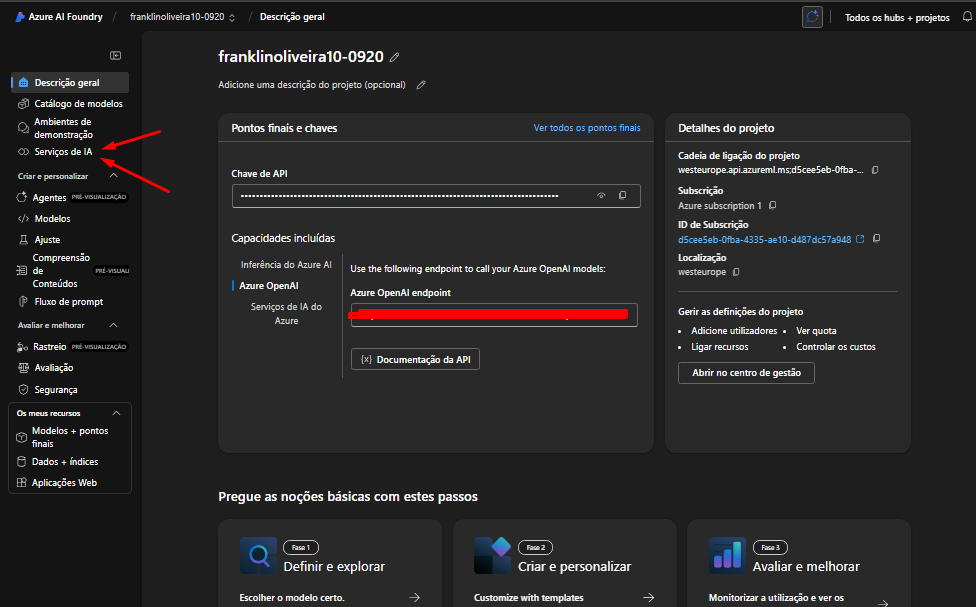 Azure AI Foundry / franklinoliveira10-0920 / Descrição geral
Todos os hubs + projetos
Descrição geral
Catálogo de modelos
Ambientes de
demonstração
Serviços de IA
Criar e personalizar
Agentes PRÉ-VISUALIZAÇÃO
Modelos
Ajuste
Compreensão
de PRÉ-VISUAL
Conteúdos
Fluxo de prompt
Avaliar e melhorar
Rastreio PRÉ-VISUALIZAÇÃO
Avaliação
Segurança
Os meus recursos
Modelos + pontos
finais
Dados + índices
Aplicações Web
franklinoliveira10-0920
Adicione uma descrição do projeto (opcional)
Pontos finais e chaves
Ver todos os pontos finais
Chave de API
Capacidades incluídas
Inferência do Azure AI
Azure OpenAI
Serviços de IA do
Azure
Use the following endpoint to call your Azure OpenAI models:
Azure OpenAI endpoint
{x} Documentação da API
Detalhes do projeto
Cadeia de ligação do projeto
westeurope.api.azureml.ms;d5cee5eb-0fba-...
Subscrição
Azure subscription 1
ID de Subscrição
d5cee5eb-0fba-4335-ae10-d487dc57a948
Localização
westeurope
Gerir as definições do projeto
• Adicione utilizadores • Ver quota
• Ligar recursos • Controlar os custos
Abrir no centro de gestão
Pregue as noções básicas com estes passos
Fase 1
Definir e explorar
Escolher o modelo certo.
Fase 2
Criar e personalizar
Customize with templates
Fase 3
Avaliar e melhorar
Monitorizar a utilização e ver os